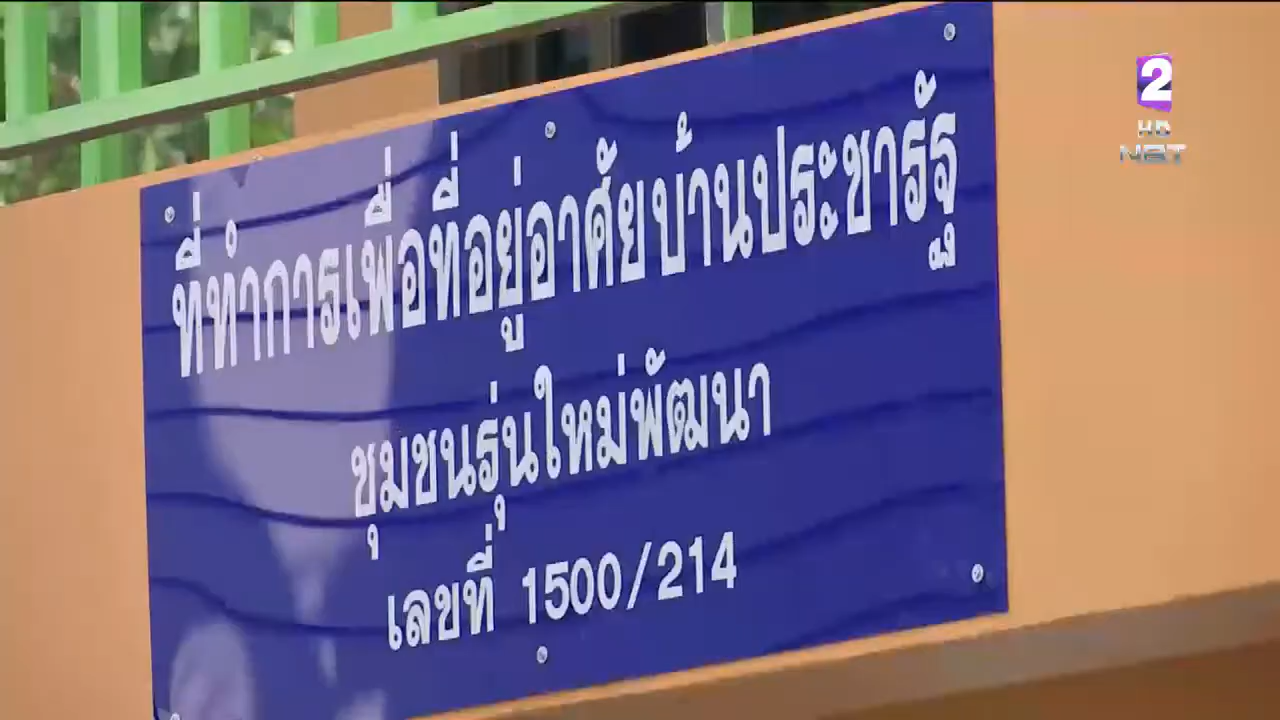 ที่ทำการเพื่อที่อยู่อาศัยบ้านประชารัฐ
ชุมชนรุ่นใหม่พัฒนา
เลขที่ 1500/214
2
HD
NBT